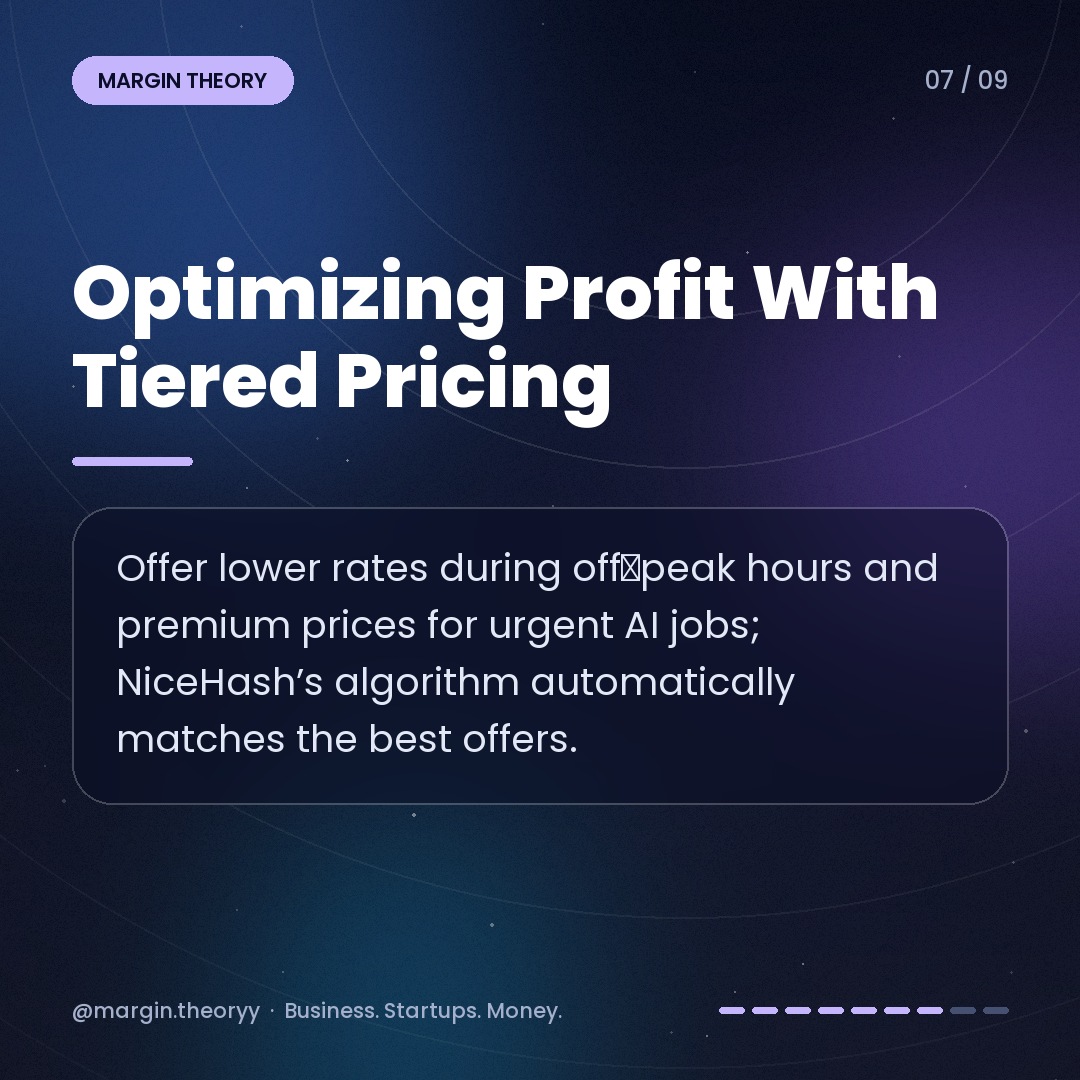 MARGIN THEORY
07 / 09
Optimizing Profit With
Tiered Pricing
Offer lower rates during off☒peak hours and
premium prices for urgent AI jobs;
NiceHash’s algorithm automatically
matches the best offers.
@margin.theoryy · Business. Startups. Money.